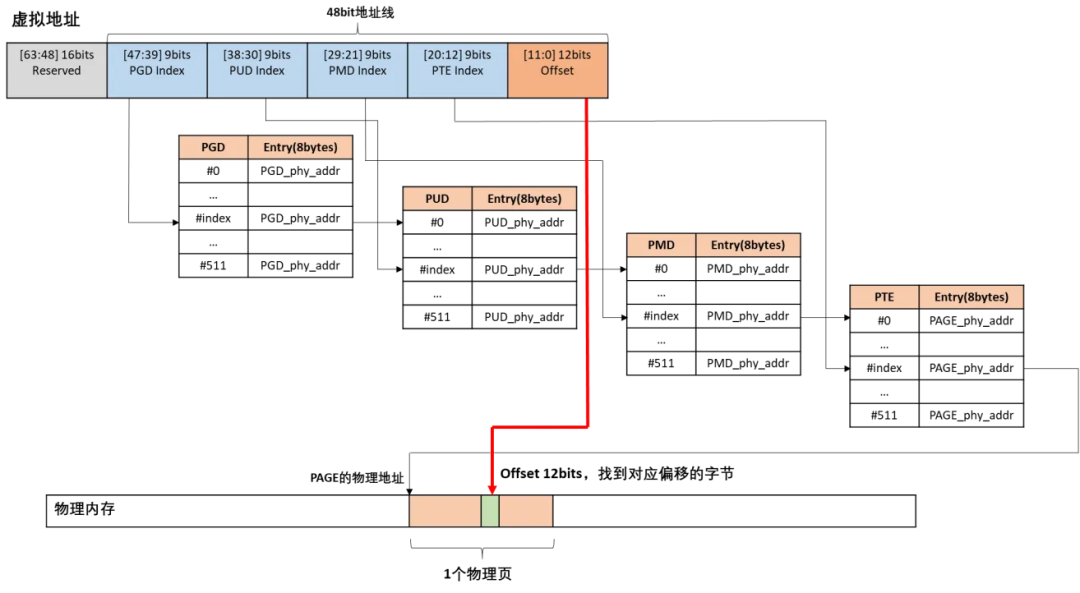 虚拟地址
48bit地址线
[63:48] 16bits
Reserved
[47:39] 9bits
PGD Index
[38:30] 9bits
PUD Index
[29:21] 9bits
PMD Index
[20:12] 9bits
PTE Index
[11:0] 12bits
Offset
PGD Entry(8bytes)
#0 PGD_phy_addr
...
#index PGD_phy_addr
...
#511 PGD_phy_addr
PUD Entry(8bytes)
#0 PUD_phy_addr
...
#index PUD_phy_addr
...
#511 PUD_phy_addr
PMD Entry(8bytes)
#0 PMD_phy_addr
...
#index PMD_phy_addr
...
#511 PMD_phy_addr
PTE Entry(8bytes)
#0 PAGE_phy_addr
...
#index PAGE_phy_addr
...
#511 PAGE_phy_addr
PAGE的物理地址
Offset 12bits，找到对应偏移的字节
物理内存
1个物理页